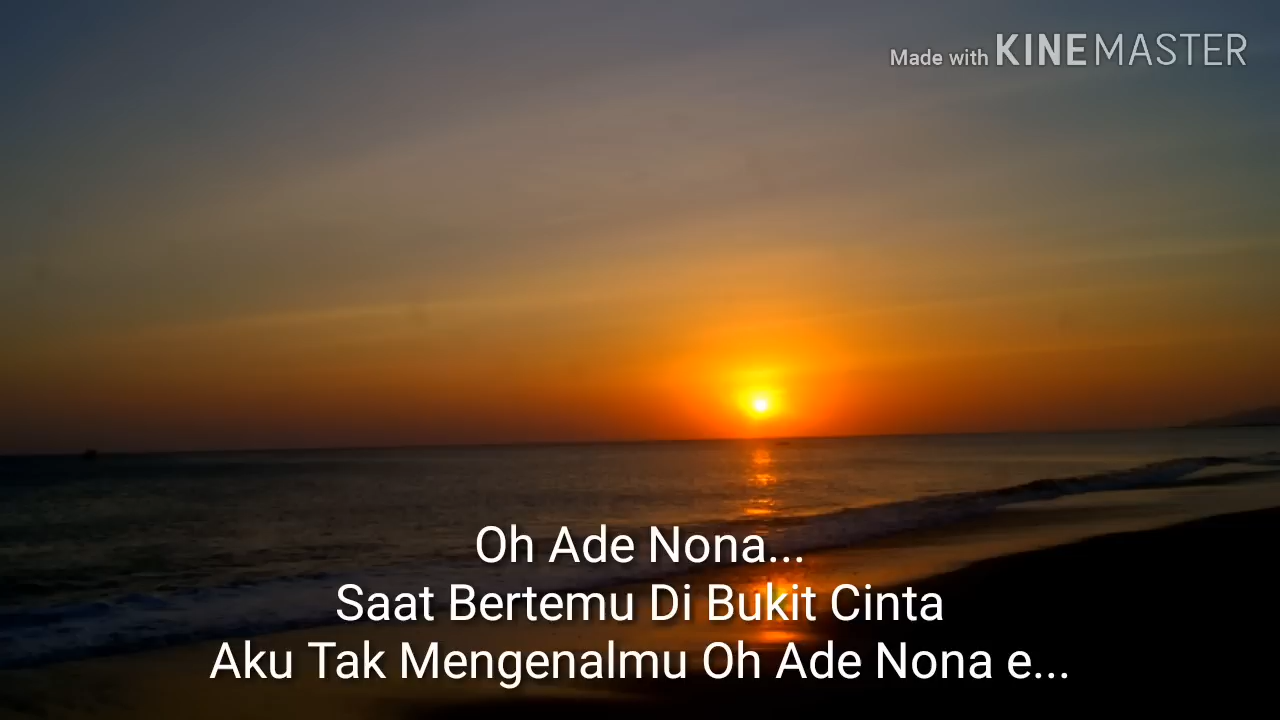 Made with KINEMASTER
Oh Ade Nona...
Saat Bertemu Di Bukit Cinta
Aku Tak Mengenalmu Oh Ade Nona e...